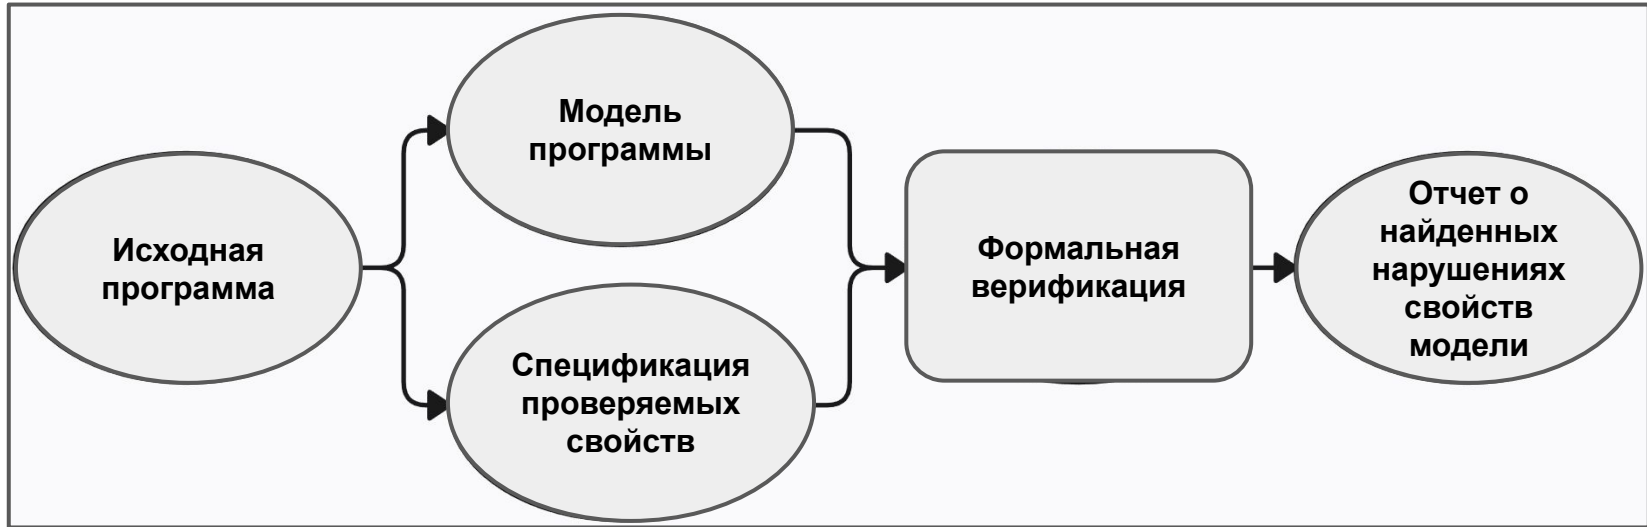 Исходная
программа
Модель
программы
Спецификация
проверяемых
свойств
Формальная
верификация
Отчет о
найденных
нарушениях
свойств
модели